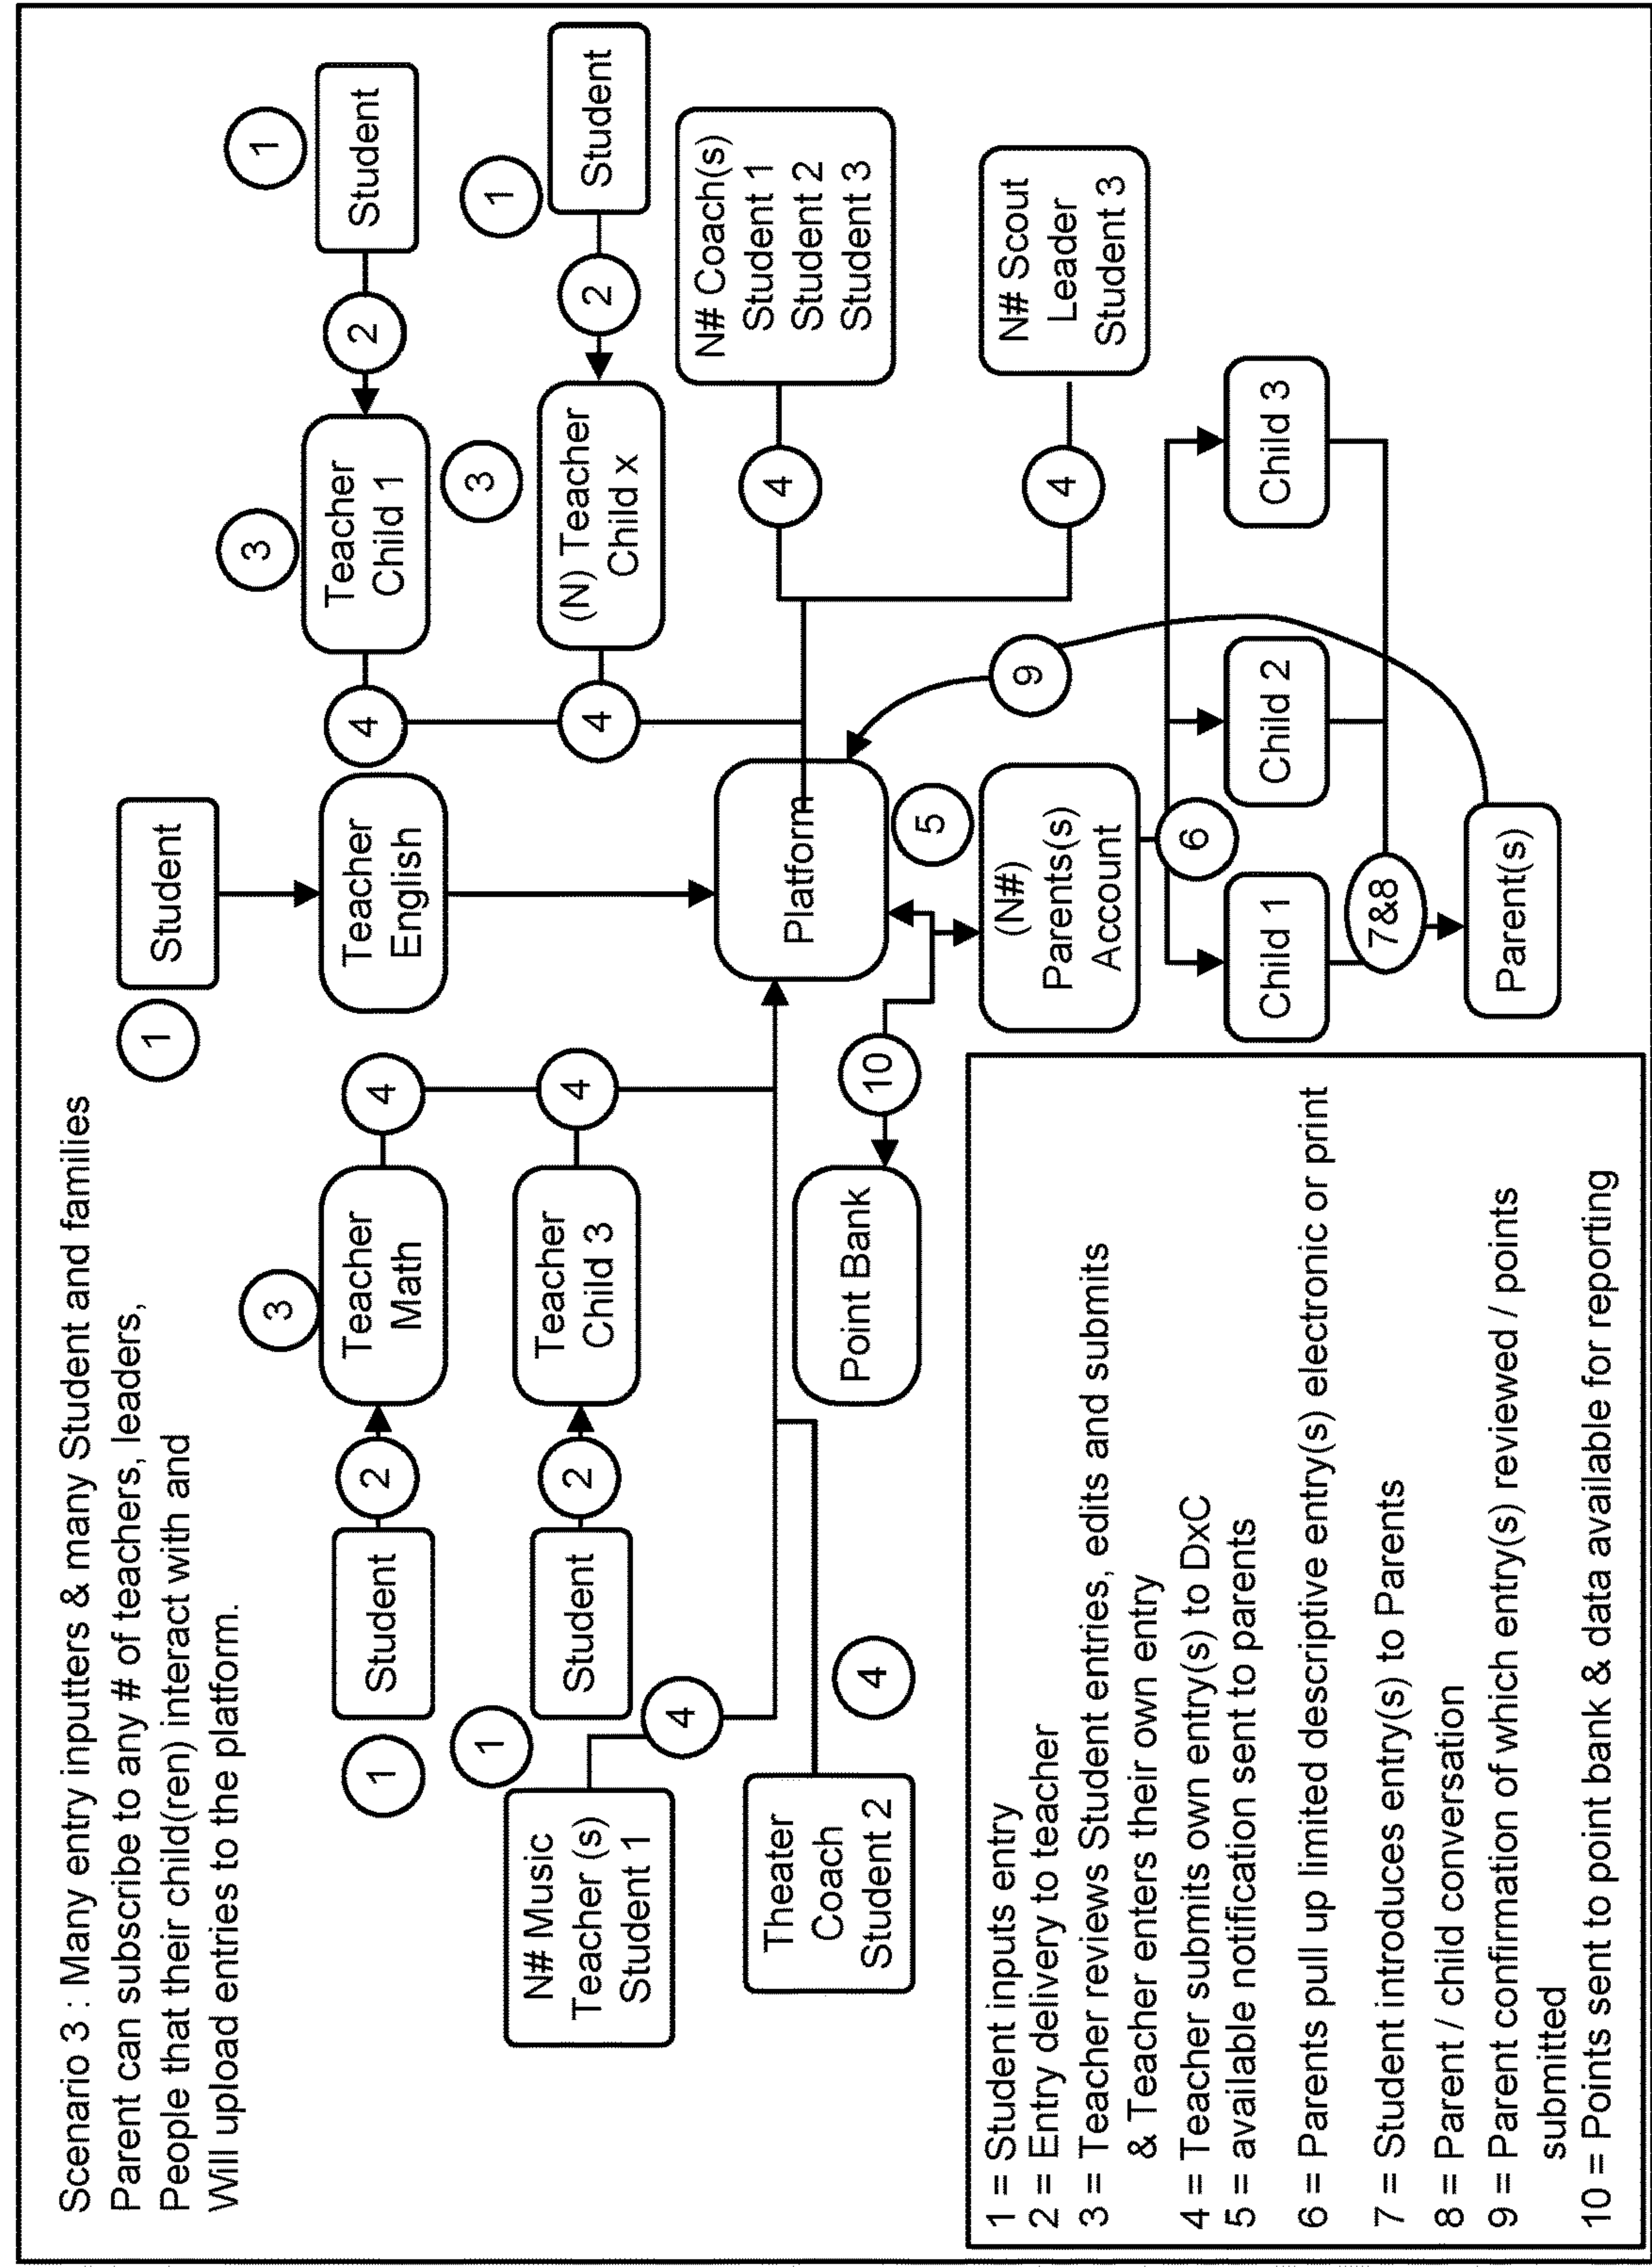 Scenario 3 : Many entry inputters & many Student and families
Parent can subscribe to any # of teachers, leaders,
People that their child(ren) interact with and
Will upload entries to the platform.
1
Student
Teacher
English
1
Student
2
3
Teacher
Math
4
1
Student
2
Teacher
Child 3
4
N# Music
Teacher (s)
Student 1
4
Theater
Coach
Student 2
4
3
Teacher
Child 1
2
Student
1
4
3
(N) Teacher
Child x
2
Student
1
4
N# Coach(s)
Student 1
Student 2
Student 3
4
N# Scout
Leader
Student 3
4
Platform
Point Bank
10
5
9
(N#)
Parents(s)
Account
6
Child 1
Child 2
Child 3
7&8
Parent(s)
1 = Student inputs entry
2 = Entry delivery to teacher
3 = Teacher reviews Student entries, edits and submits
& Teacher enters their own entry
4 = Teacher submits own entry(s) to DxC
5 = available notification sent to parents
6 = Parents pull up limited descriptive entry(s) electronic or print
7 = Student introduces entry(s) to Parents
8 = Parent / child conversation
9 = Parent confirmation of which entry(s) reviewed / points
submitted
10 = Points sent to point bank & data available for reporting